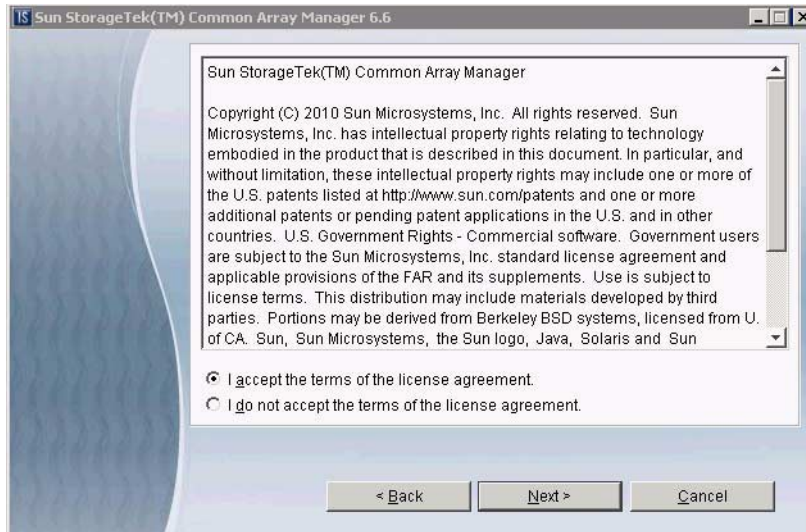 Sun StorageTek(TM) Common Array Manager 6.6
Sun StorageTek(TM) Common Array Manager
Copyright (C) 2010 Sun Microsystems, Inc. All rights reserved. Sun
Microsystems, Inc. has intellectual property rights relating to technology
embodied in the product that is described in this document. In particular, and
without limitation, these intellectual property rights may include one or more of
the U.S. patents listed at http://www.sun.com/patents and one or more
additional patents or pending patent applications in the U.S. and in other
countries. U.S. Government Rights - Commercial software. Government users
are subject to the Sun Microsystems, Inc. standard license agreement and
applicable provisions of the FAR and its supplements. Use is subject to
license terms. This distribution may include materials developed by third
parties. Portions may be derived from Berkeley BSD systems, licensed from U.
of CA. Sun, Sun Microsystems, the Sun logo, Java, Solaris and Sun
I accept the terms of the license agreement.
I do not accept the terms of the license agreement.
< Back
Next >
Cancel